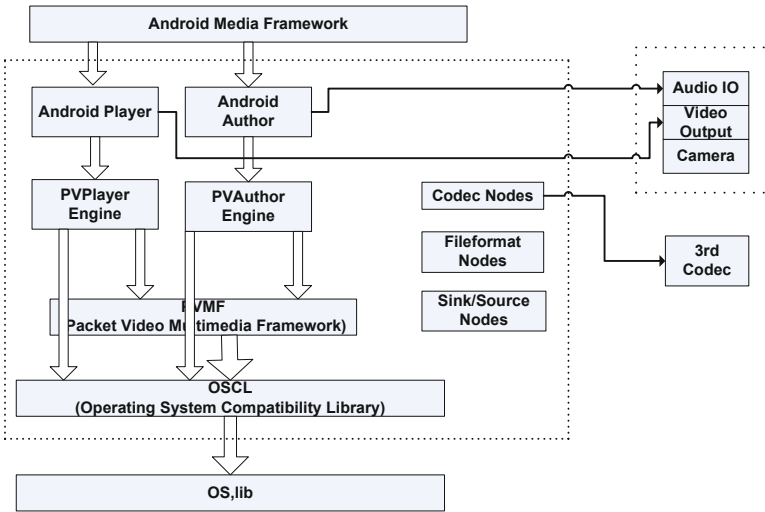 Android Media Framework
Android Player
Android
Author
Audio IO
Video
Output
Camera
PVPlayer
Engine
PVAuthor
Engine
Codec Nodes
Fileformat
Nodes
3rd
Codec
Sink/Source
Nodes
PVMF
(Packet Video Multimedia Framework)
OSCL
(Operating System Compatibility Library)
OS,lib